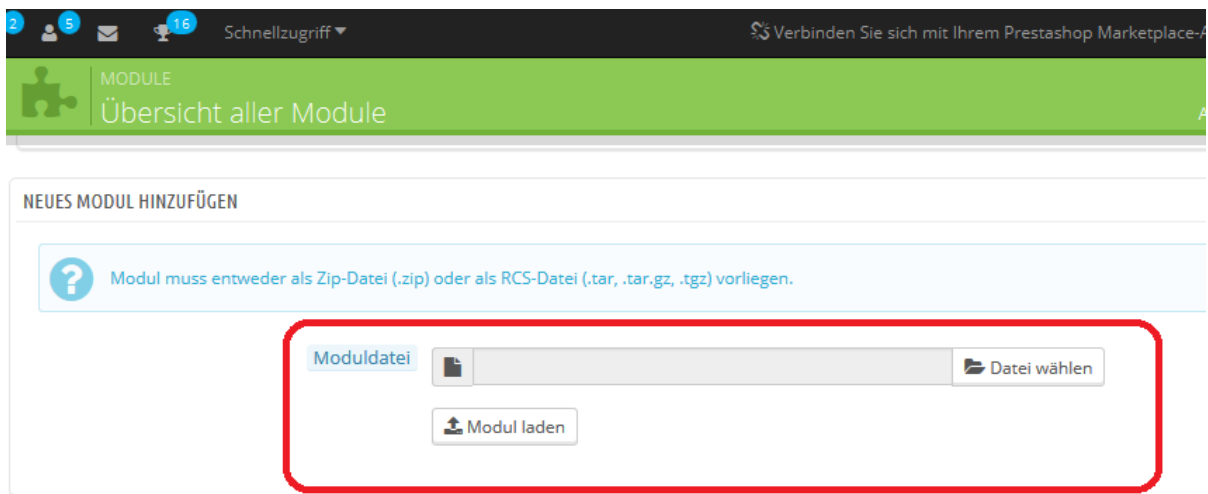 2 5 16 Schnellzugriff Verbinden Sie sich mit Ihrem Prestashop Marketplace-A
MODULE
Übersicht aller Module
A
NEUES MODUL HINZUFÜGEN
Modul muss entweder als Zip-Datei (.zip) oder als RCS-Datei (.tar, .tar.gz, .tgz) vorliegen.
Moduldatei Datei wählen
Modul laden